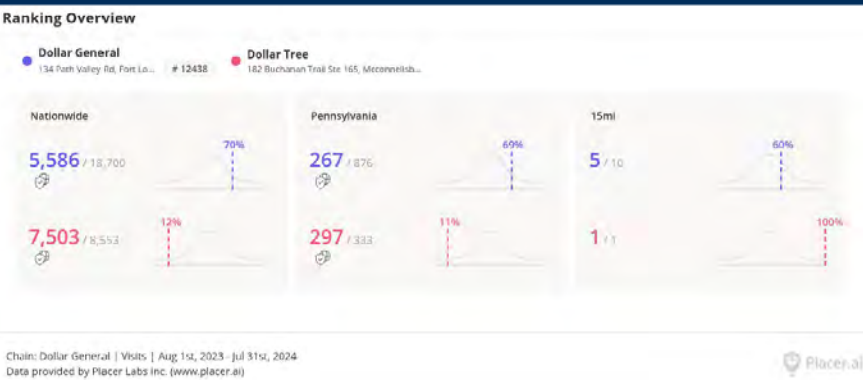 Ranking Overview
Dollar General
134 Path Valley Rd, Fort Lo... # 12438
Dollar Tree
182 Buchanan Trail Ste 165, Mcconnellsb...
Nationwide
5,586 / 18,700
70%
7,503 / 8,553
12%
Pennsylvania
267 / 876
69%
297 / 333
11%
15mi
5 / 10
60%
1 / 1
100%
Chain: Dollar General | Visits | Aug 1st, 2023 - Jul 31st, 2024
Data provided by Placer Labs Inc. (www.placer.ai)
Placer.ai